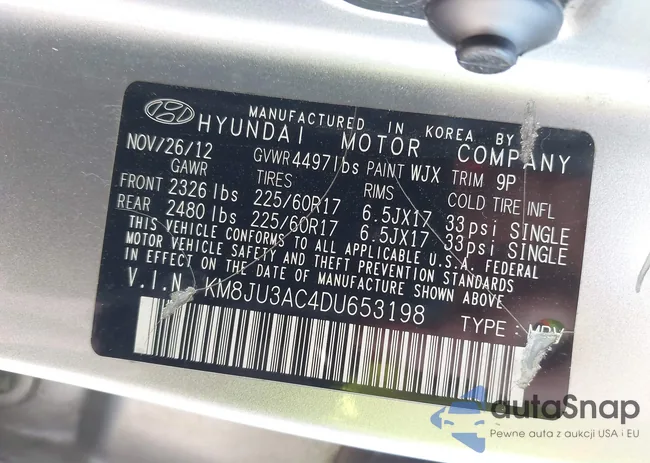 MANUFACTURED IN KOREA BY
HYUNDAI MOTOR COMPANY
NOV/26/12 GVWR 4497lbs PAINT WJX TRIM 9P
GAWR TIRES RIMS COLD TIRE INFL
FRONT 2326 lbs 225/60R17 6.5JX17 33psi SINGLE
REAR 2480 lbs 225/60R17 6.5JX17 33psi SINGLE
THIS VEHICLE CONFORMS TO ALL APPLICABLE U.S.A. FEDERAL
MOTOR VEHICLE SAFETY AND THEFT PREVENTION STANDARDS
IN EFFECT ON THE DATE OF MANUFACTURE SHOWN ABOVE
V.I.N KM8JU3AC4DU653198
TYPE : MPV
autoSnap
Pewne auta z aukcji USA i EU